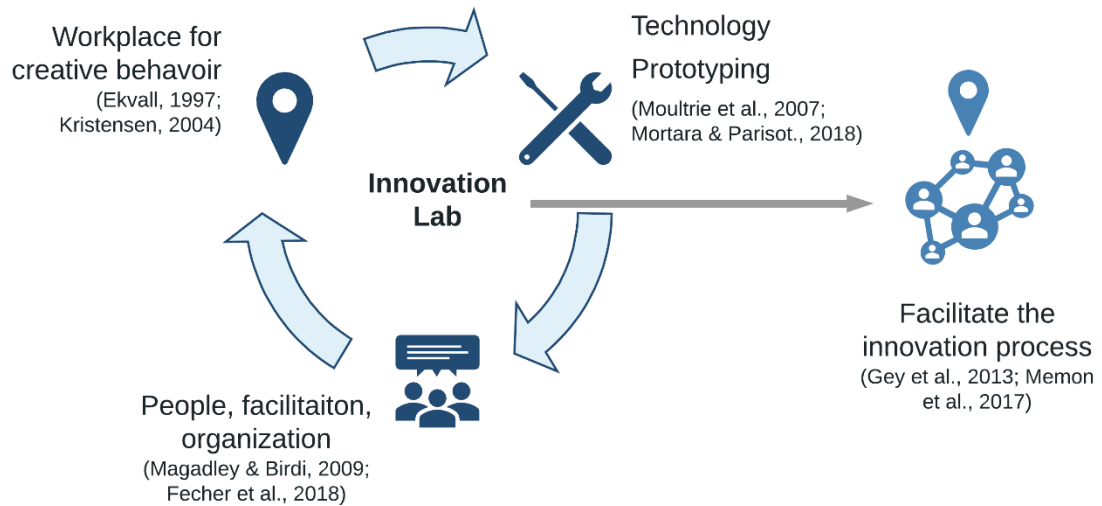 Workplace for
creative behavoir
(Ekvall, 1997;
Kristensen, 2004)
Technology
Prototyping
(Moultrie et al., 2007;
Mortara & Parisot., 2018)
Innovation
Lab
People, facilitaiton,
organization
(Magadley & Birdi, 2009;
Fecher et al., 2018)
Facilitate the
innovation process
(Gey et al., 2013; Memon
et al., 2017)